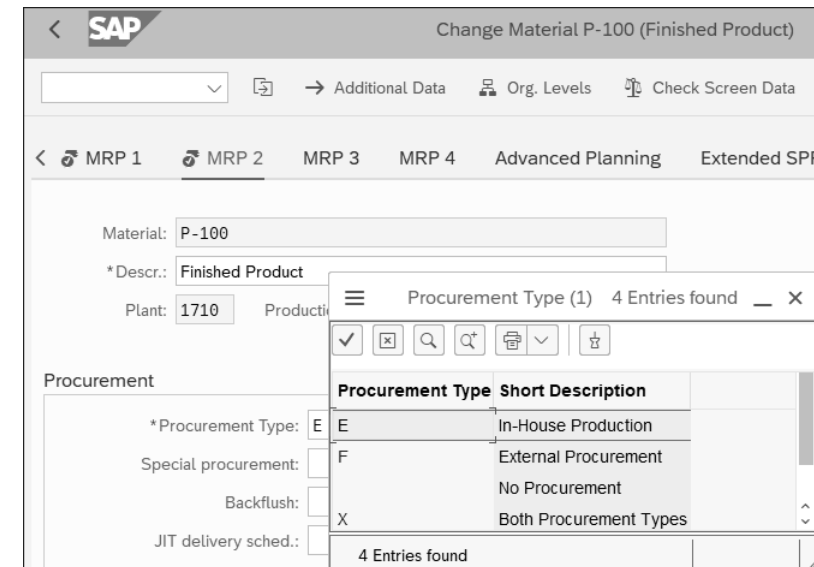 SAP Change Material P-100 (Finished Product)
Additional Data Org. Levels Check Screen Data
MRP 1 MRP 2 MRP 3 MRP 4 Advanced Planning Extended
Material: P-100
*Descr.: Finished Product
Plant: 1710
Procurement Type (1) 4 Entries found
Procurement
Procurement Type Short Description
*Procurement Type: E
E In-House Production
Special procurement:
F External Procurement
No Procurement
Backflush:
X Both Procurement Types
JIT delivery sched.:
4 Entries found